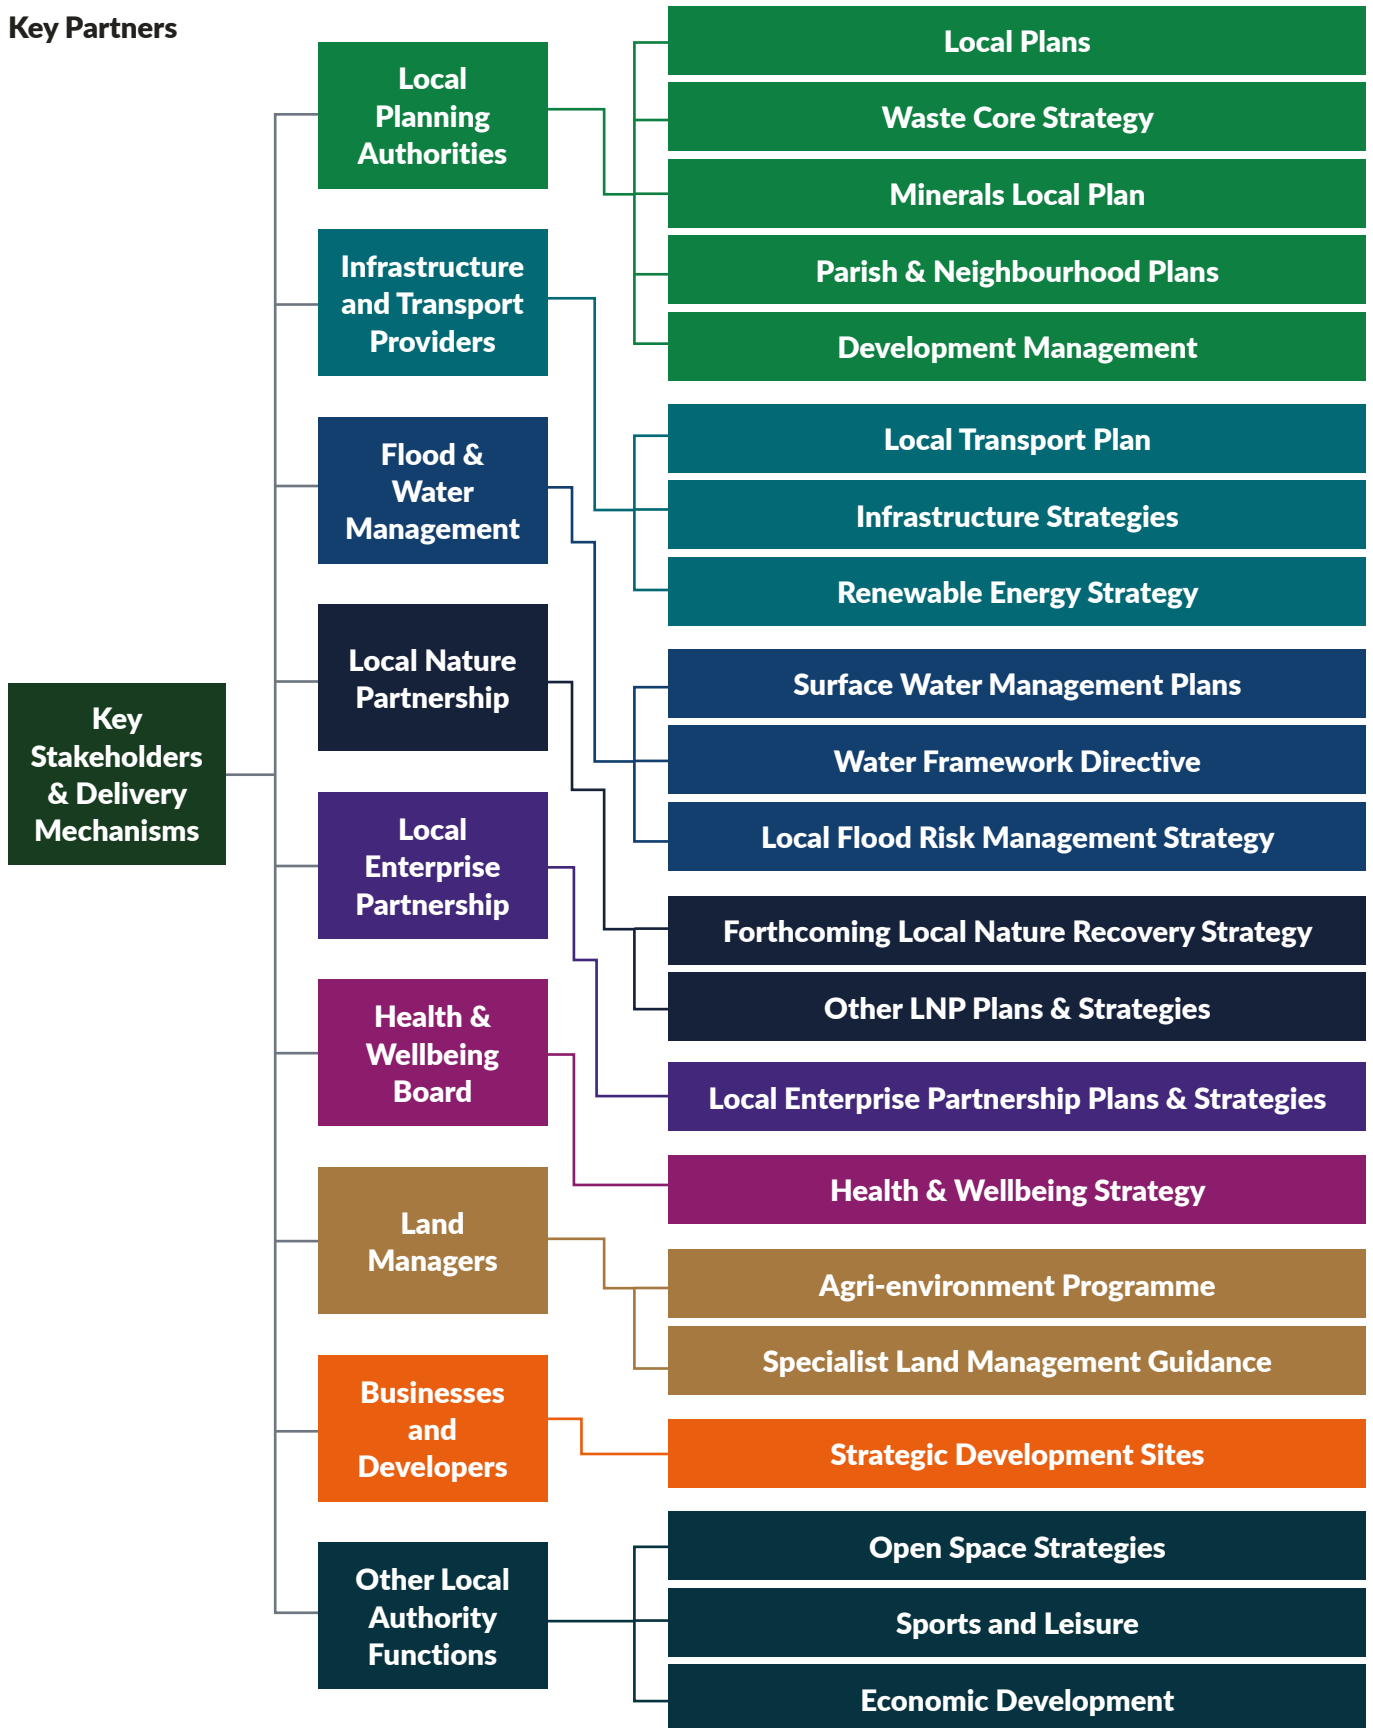 Key Partners
Key
Stakeholders
& Delivery
Mechanisms
Local
Planning
Authorities
Local Plans
Waste Core Strategy
Minerals Local Plan
Parish & Neighbourhood Plans
Development Management
Infrastructure
and Transport
Providers
Local Transport Plan
Infrastructure Strategies
Renewable Energy Strategy
Flood &
Water
Management
Surface Water Management Plans
Water Framework Directive
Local Flood Risk Management Strategy
Local Nature
Partnership
Forthcoming Local Nature Recovery Strategy
Other LNP Plans & Strategies
Local
Enterprise
Partnership
Local Enterprise Partnership Plans & Strategies
Health &
Wellbeing
Board
Health & Wellbeing Strategy
Land
Managers
Agri-environment Programme
Specialist Land Management Guidance
Businesses
and
Developers
Strategic Development Sites
Other Local
Authority
Functions
Open Space Strategies
Sports and Leisure
Economic Development